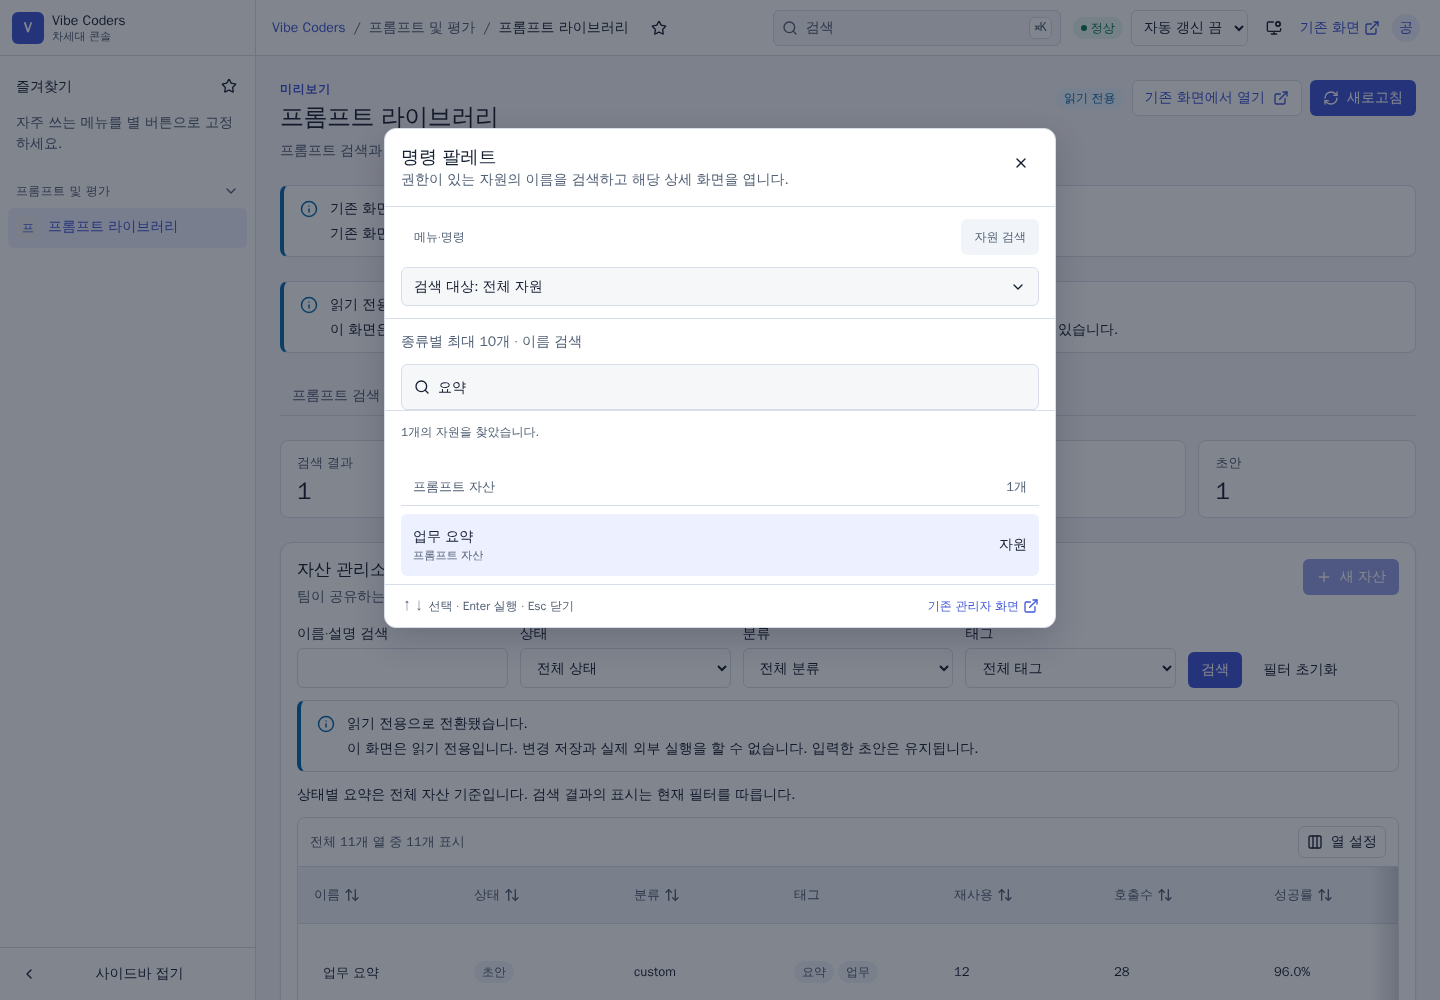 V
Vibe Coders
차세대 콘솔
Vibe Coders / 프롬프트 및 평가 / 프롬프트 라이브러리
검색
⌘K
정상
자동 갱신 끔
기존 화면
공
즐겨찾기
자주 쓰는 메뉴를 별 버튼으로 고정
하세요.
프롬프트 및 평가
프 프롬프트 라이브러리
미리보기
프롬프트 라이브러리
프롬프트 검색과
읽기 전용
기존 화면에서 열기
새로고침
기존 화면
기존 화면
읽기 전용
이 화면은
있습니다.
프롬프트 검색
명령 팔레트
권한이 있는 자원의 이름을 검색하고 해당 상세 화면을 엽니다.
메뉴·명령
자원 검색
검색 대상: 전체 자원
종류별 최대 10개 · 이름 검색
요약
1개의 자원을 찾았습니다.
프롬프트 자산
1개
업무 요약
프롬프트 자산
자원
↑ ↓ 선택 · Enter 실행 · Esc 닫기
기존 관리자 화면
검색 결과
1
초안
1
자산 관리소
팀이 공유하는
+ 새 자산
이름·설명 검색
상태
분류
태그
전체 상태
전체 분류
전체 태그
검색
필터 초기화
읽기 전용으로 전환됐습니다.
이 화면은 읽기 전용입니다. 변경 저장과 실제 외부 실행을 할 수 없습니다. 입력한 초안은 유지됩니다.
상태별 요약은 전체 자산 기준입니다. 검색 결과의 표시는 현재 필터를 따릅니다.
전체 11개 열 중 11개 표시
열 설정
이름 상태 분류 태그 재사용 호출수 성공률
업무 요약 초안 custom 요약 업무 12 28 96.0%
사이드바 접기